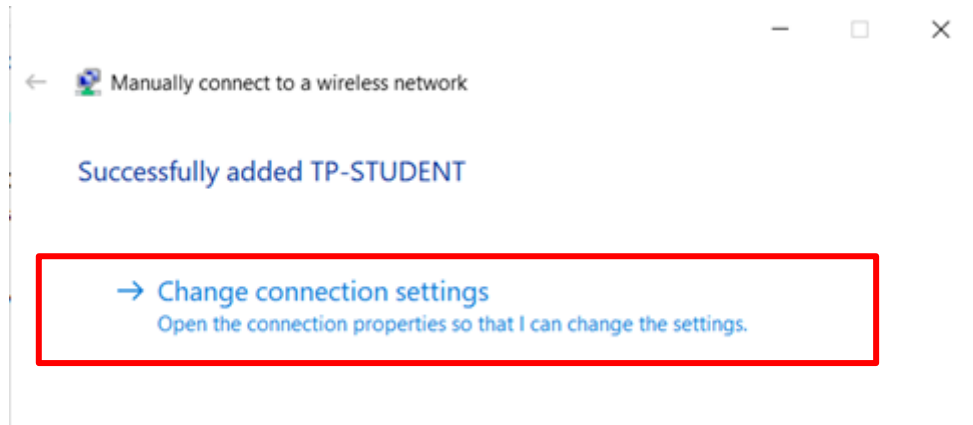 Manually connect to a wireless network
Successfully added TP-STUDENT
Change connection settings
Open the connection properties so that I can change the settings.